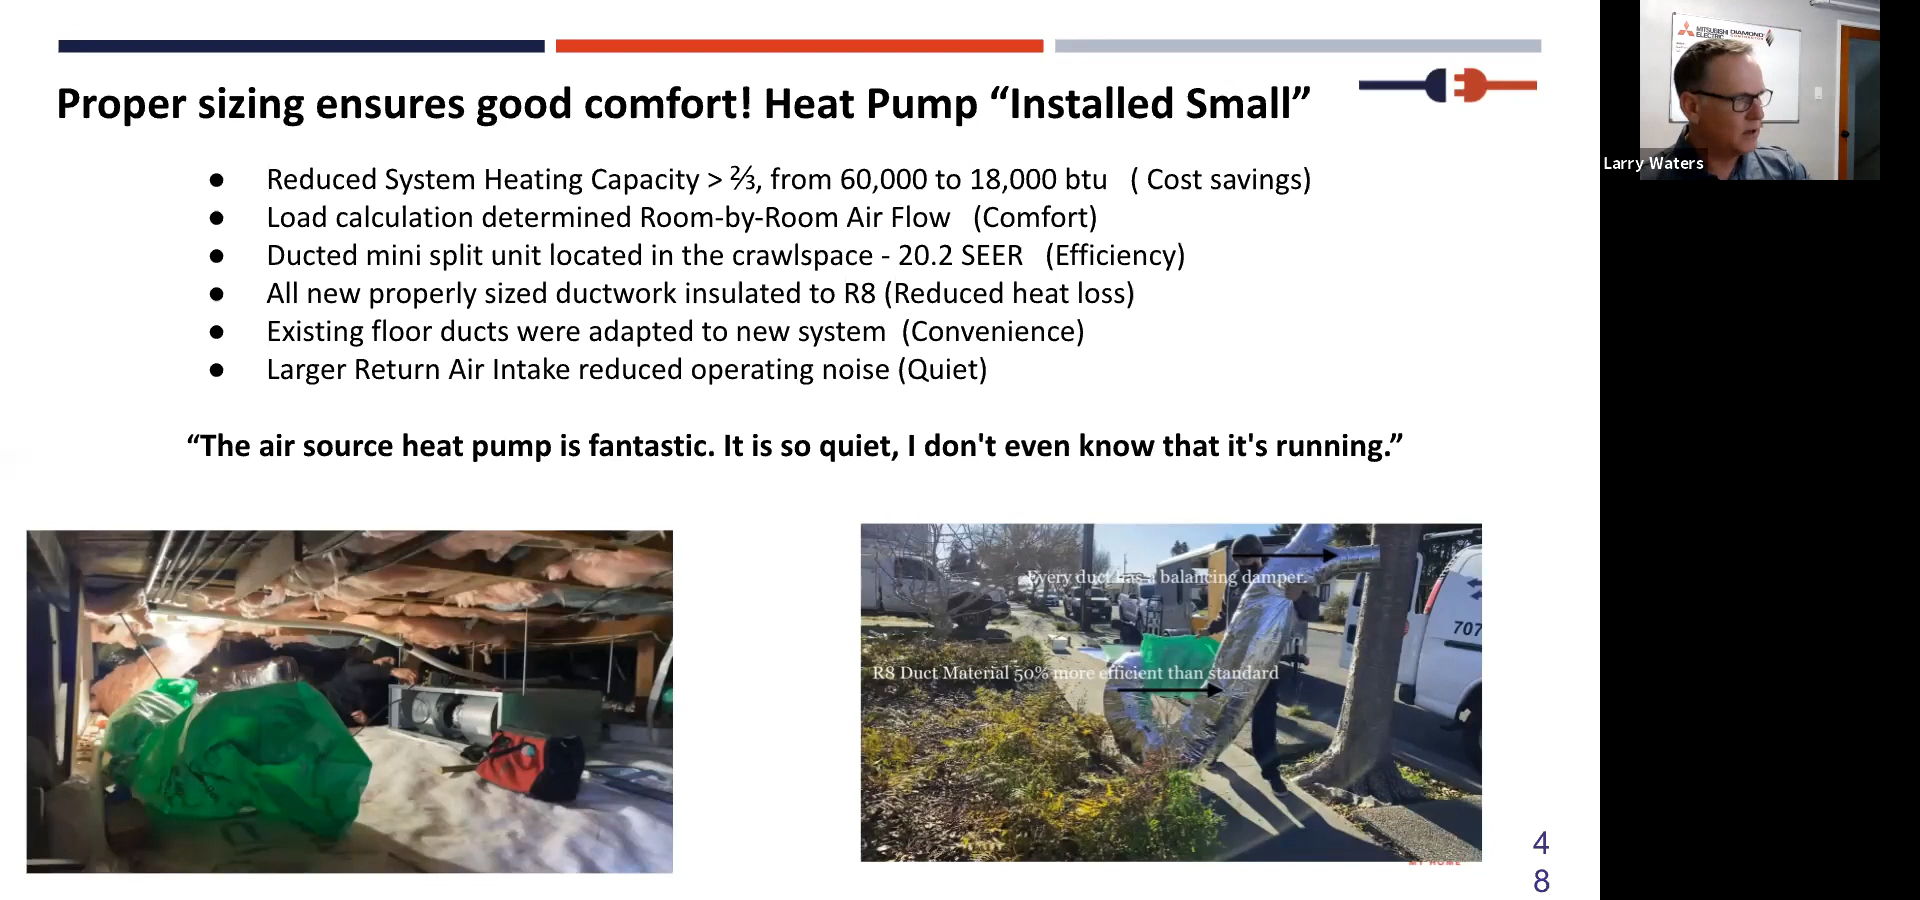 Proper sizing ensures good comfort! Heat Pump “Installed Small”
● Reduced System Heating Capacity > ⅔, from 60,000 to 18,000 btu ( Cost savings)
● Load calculation determined Room-by-Room Air Flow (Comfort)
● Ducted mini split unit located in the crawlspace - 20.2 SEER (Efficiency)
● All new properly sized ductwork insulated to R8 (Reduced heat loss)
● Existing floor ducts were adapted to new system (Convenience)
● Larger Return Air Intake reduced operating noise (Quiet)
“The air source heat pump is fantastic. It is so quiet, I don't even know that it's running.”
Every duct has a balancing damper.
R8 Duct Material 50% more efficient than standard
707
MY HOME
4
8
MITSUBISHI
ELECTRIC
DIAMOND
CONTRACTOR
Larry Waters